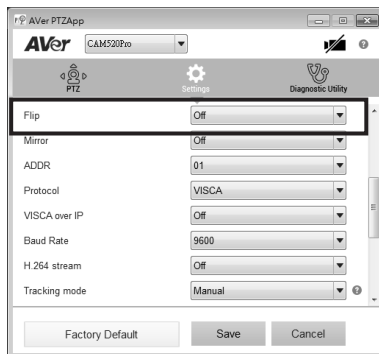 AVer PTZApp
AVer CAM520Pro ?
PTZ Settings Diagnostic Utility
Flip Off
Mirror Off
ADDR 01
Protocol VISCA
VISCA over IP Off
Baud Rate 9600
H.264 stream Off
Tracking mode Manual ?
Factory Default Save Cancel